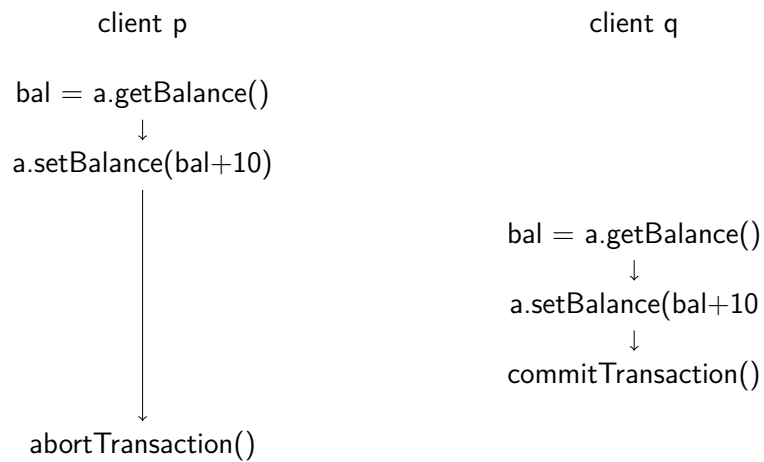 client p
client q
bal = a.getBalance()
a.setBalance(bal+10)
bal = a.getBalance()
a.setBalance(bal+10
commitTransaction()
abortTransaction()